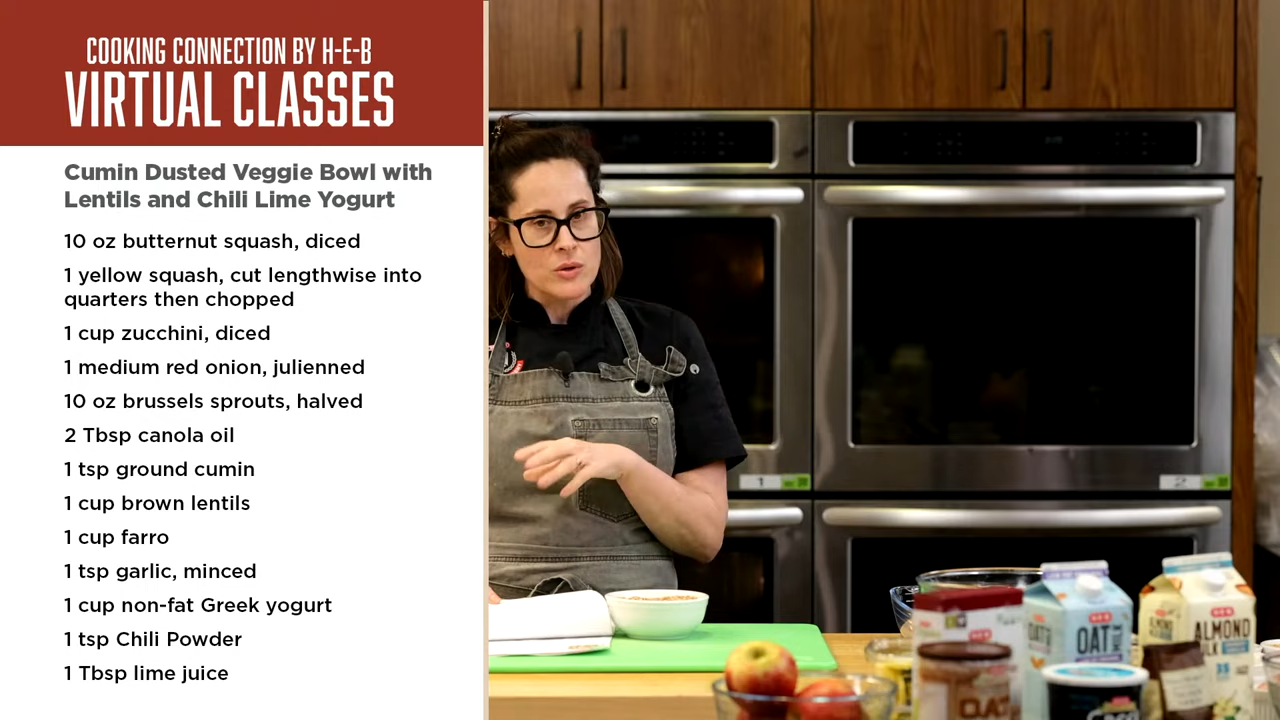 COOKING CONNECTION BY H-E-B
VIRTUAL CLASSES
Cumin Dusted Veggie Bowl with
Lentils and Chili Lime Yogurt
10 oz butternut squash, diced
1 yellow squash, cut lengthwise into
quarters then chopped
1 cup zucchini, diced
1 medium red onion, julienned
10 oz brussels sprouts, halved
2 Tbsp canola oil
1 tsp ground cumin
1 cup brown lentils
1 cup farro
1 tsp garlic, minced
1 cup non-fat Greek yogurt
1 tsp Chili Powder
1 Tbsp lime juice
1
2
OAT
ALMOND
35
OAT